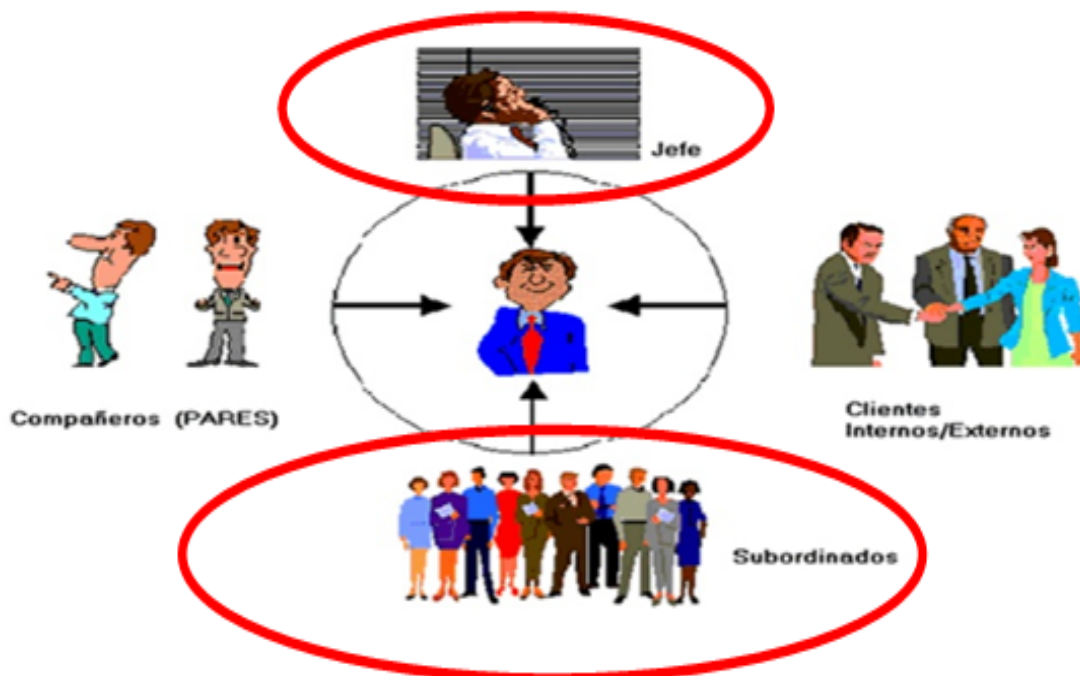 Jefe
Compañeros (PARES)
Clientes
Internos/Externos
Subordinados